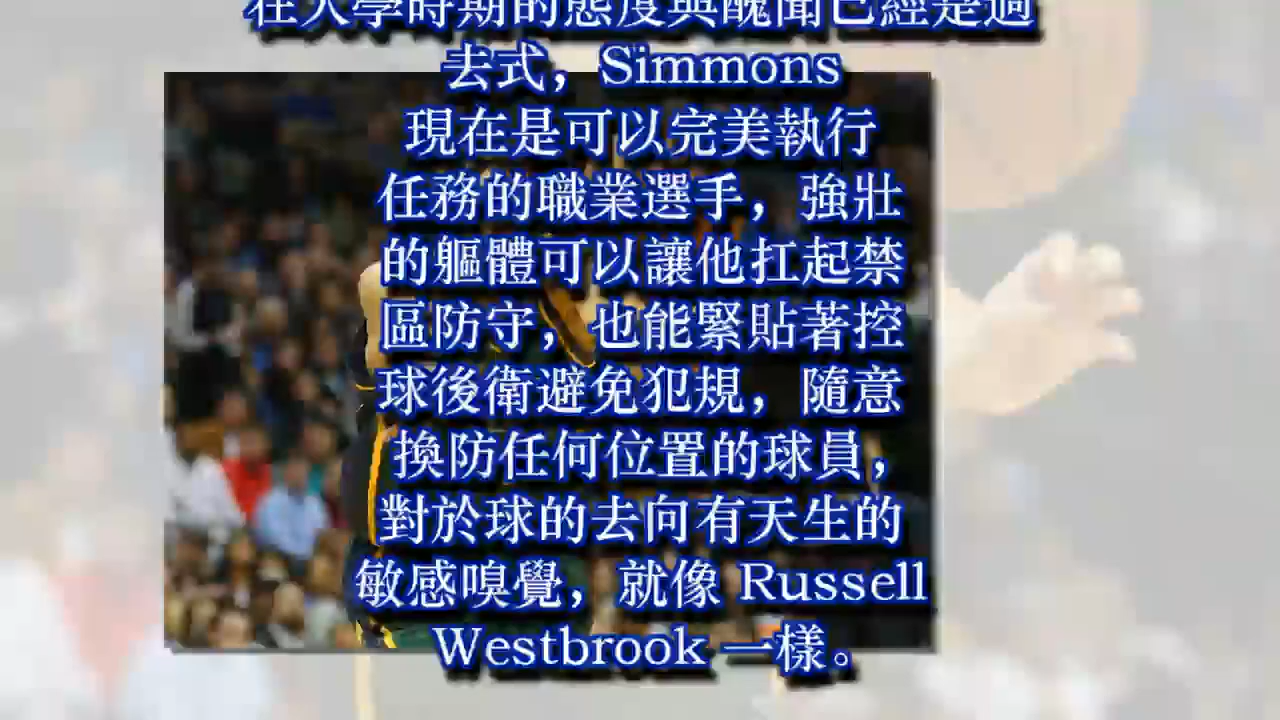 在大學時期的態度與醜聞已經是過
去式，Simmons
現在是可以完美執行
任務的職業選手，強壯
的軀體可以讓他扛起禁
區防守，也能緊貼著控
球後衛避免犯規，隨意
換防任何位置的球員，
對於球的去向有天生的
敏感嗅覺，就像 Russell
Westbrook 一樣。